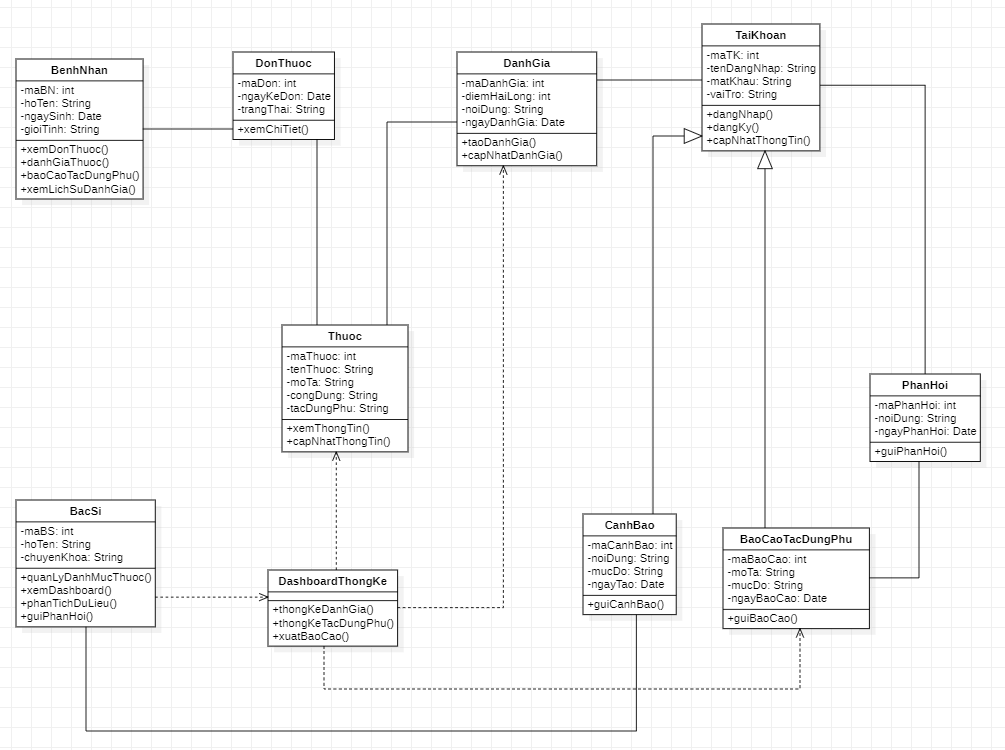 BenhNhan
-maBN: int
-hoTen: String
-ngaySinh: Date
-gioiTinh: String
+xemDonThuoc()
+danhGiaThuoc()
+baoCaoTacDungPhu()
+xemLichSuDanhGia()
DonThuoc
-maDon: int
-ngayKeDon: Date
-trangThai: String
+xemChiTiet()
DanhGia
-maDanhGia: int
-diemHaiLong: int
-noiDung: String
-ngayDanhGia: Date
+taoDanhGia()
+capNhatDanhGia()
TaiKhoan
-maTK: int
-tenDangNhap: String
-matKhau: String
-vaiTro: String
+dangNhap()
+dangKy()
+capNhatThongTin()
Thuoc
-maThuoc: int
-tenThuoc: String
-moTa: String
-congDung: String
-tacDungPhu: String
+xemThongTin()
+capNhatThongTin()
PhanHoi
-maPhanHoi: int
-noiDung: String
-ngayPhanHoi: Date
+guiPhanHoi()
BacSi
-maBS: int
-hoTen: String
-chuyenKhoa: String
+quanLyDanhMucThuoc()
+xemDashboard()
+phanTichDuLieu()
+guiPhanHoi()
DashboardThongKe
+thongKeDanhGia()
+thongKeTacDungPhu()
+xuatBaoCao()
CanhBao
-maCanhBao: int
-noiDung: String
-mucDo: String
-ngayTao: Date
+guiCanhBao()
BaoCaoTacDungPhu
-maBaoCao: int
-moTa: String
-mucDo: String
-ngayBaoCao: Date
+guiBaoCao()